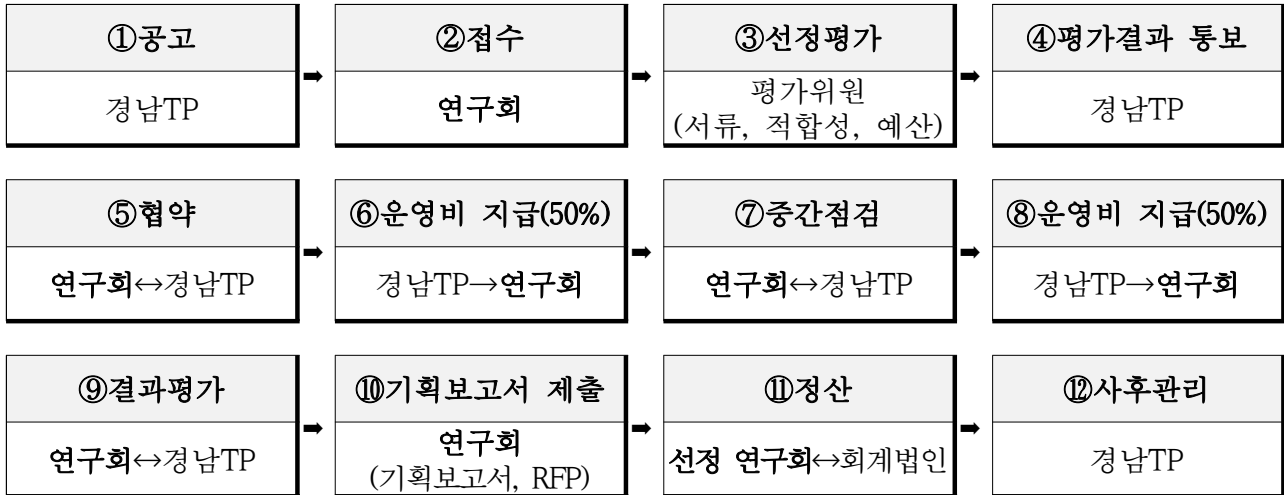 ①공고 ②접수 ③선정평가 ④평가결과 통보
경남TP ➡ 연구회 ➡ 평가위원 ➡ 경남TP
(서류, 적합성, 예산)
⑤협약 ⑥운영비 지급(50%) ⑦중간점검 ⑧운영비 지급(50%)
연구회↔경남TP ➡ 경남TP→연구회 ➡ 연구회↔경남TP ➡ 경남TP→연구회
⑨결과평가 ⑩기획보고서 제출 ⑪정산 ⑫사후관리
연구회↔경남TP ➡ 연구회 ➡ 선정 연구회↔회계법인 ➡ 경남TP
(기획보고서, RFP)